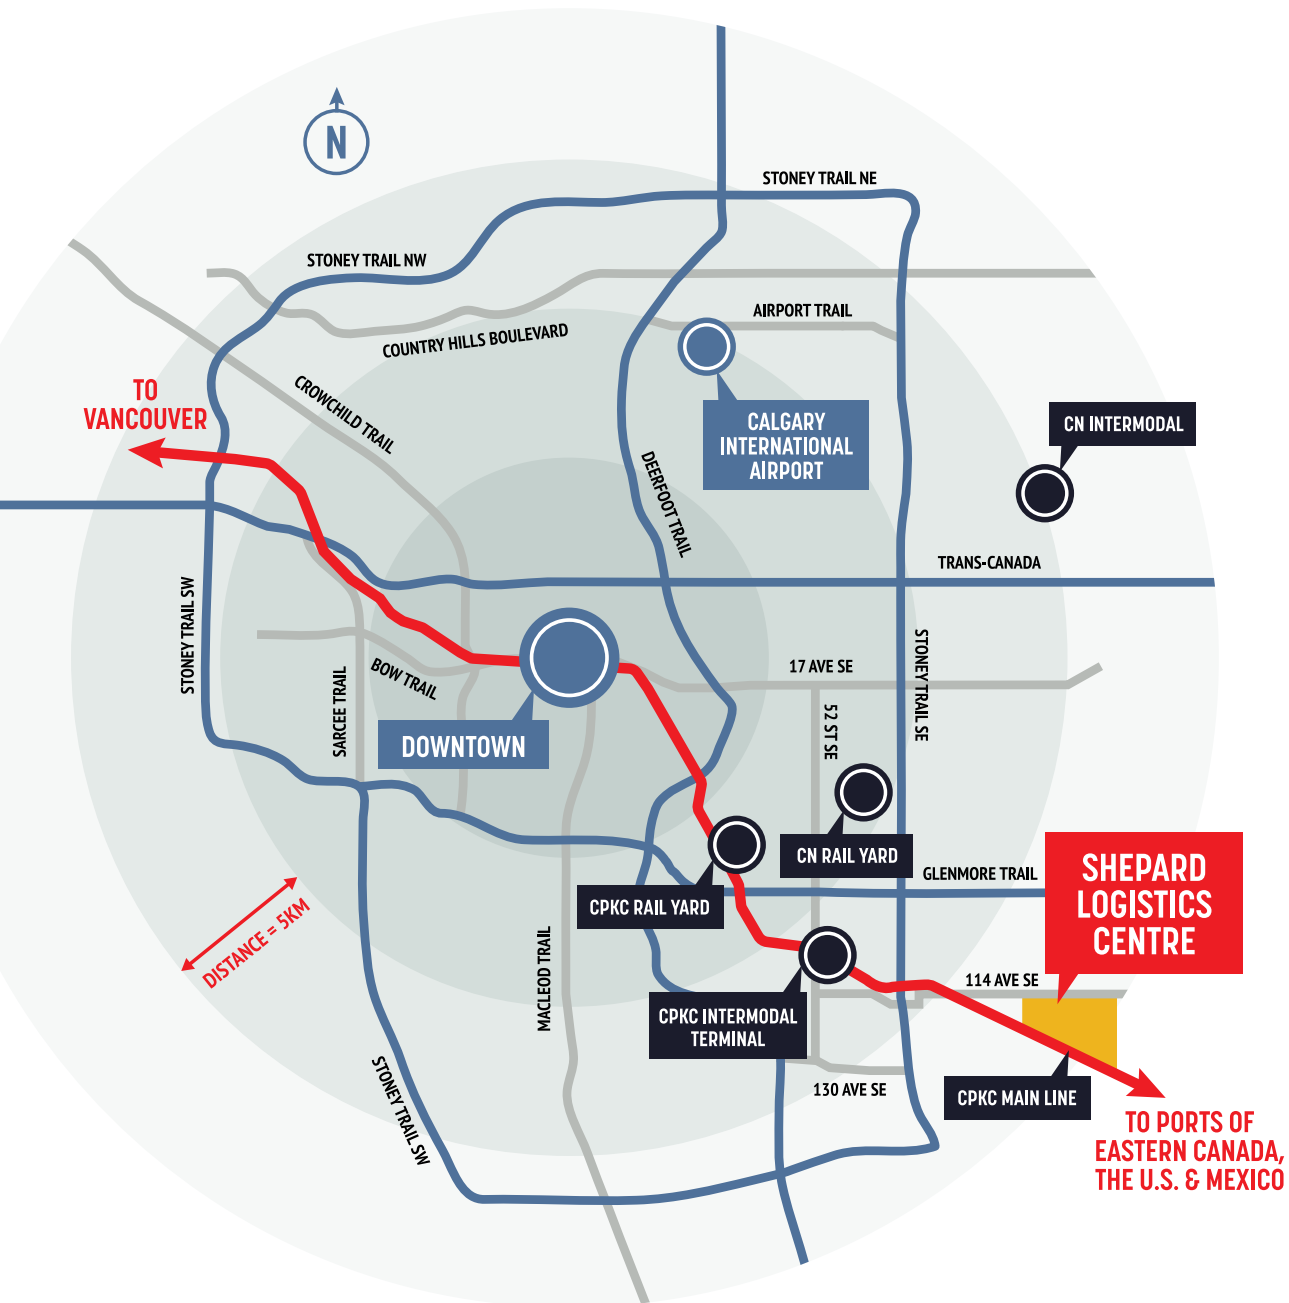 N
STONEY TRAIL NE
STONEY TRAIL NW
AIRPORT TRAIL
COUNTRY HILLS BOULEVARD
TO
VANCOUVER
CROWCHILD TRAIL
CALGARY
INTERNATIONAL
AIRPORT
CN INTERMODAL
DEERFOOT TRAIL
TRANS-CANADA
STONEY TRAIL SW
BOW TRAIL
SARCEE TRAIL
17 AVE SE
52 ST SE
STONEY TRAIL SE
DOWNTOWN
CN RAIL YARD
GLENMORE TRAIL
SHEPARD
LOGISTICS
CENTRE
CPKC RAIL YARD
DISTANCE = 5KM
MACLEOD TRAIL
114 AVE SE
CPKC INTERMODAL
TERMINAL
STONEY TRAIL SW
130 AVE SE
CPKC MAIN LINE
TO PORTS OF
EASTERN CANADA,
THE U.S. & MEXICO